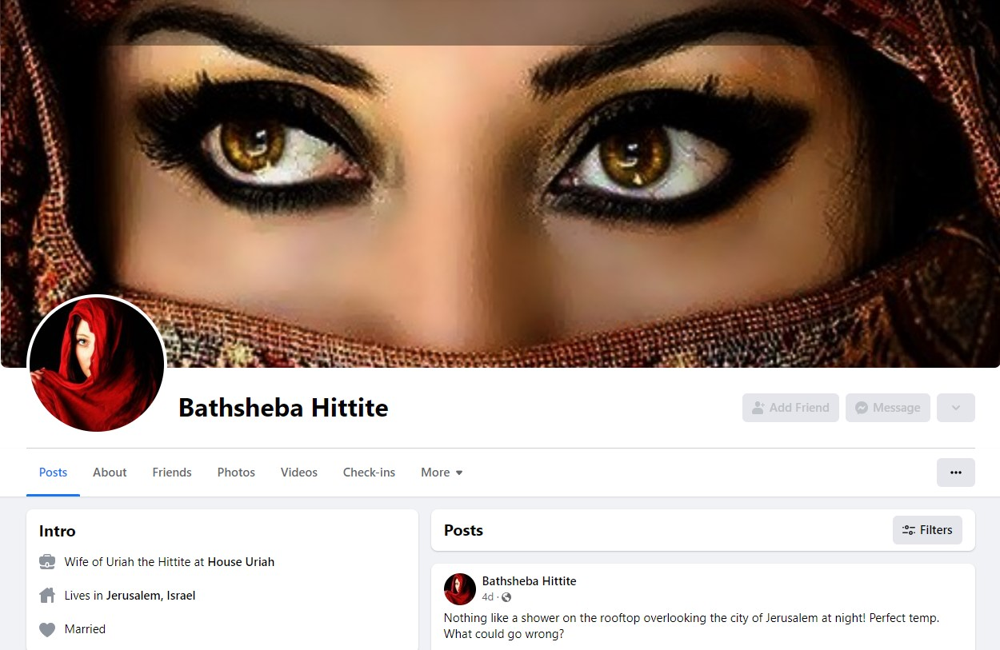 Bathsheba Hittite
Add Friend
Message
Posts
About
Friends
Photos
Videos
Check-ins
More
Intro
Wife of Uriah the Hittite at House Uriah
Lives in Jerusalem, Israel
Married
Posts
Filters
Bathsheba Hittite
4d ·
Nothing like a shower on the rooftop overlooking the city of Jerusalem at night! Perfect temp.
What could go wrong?